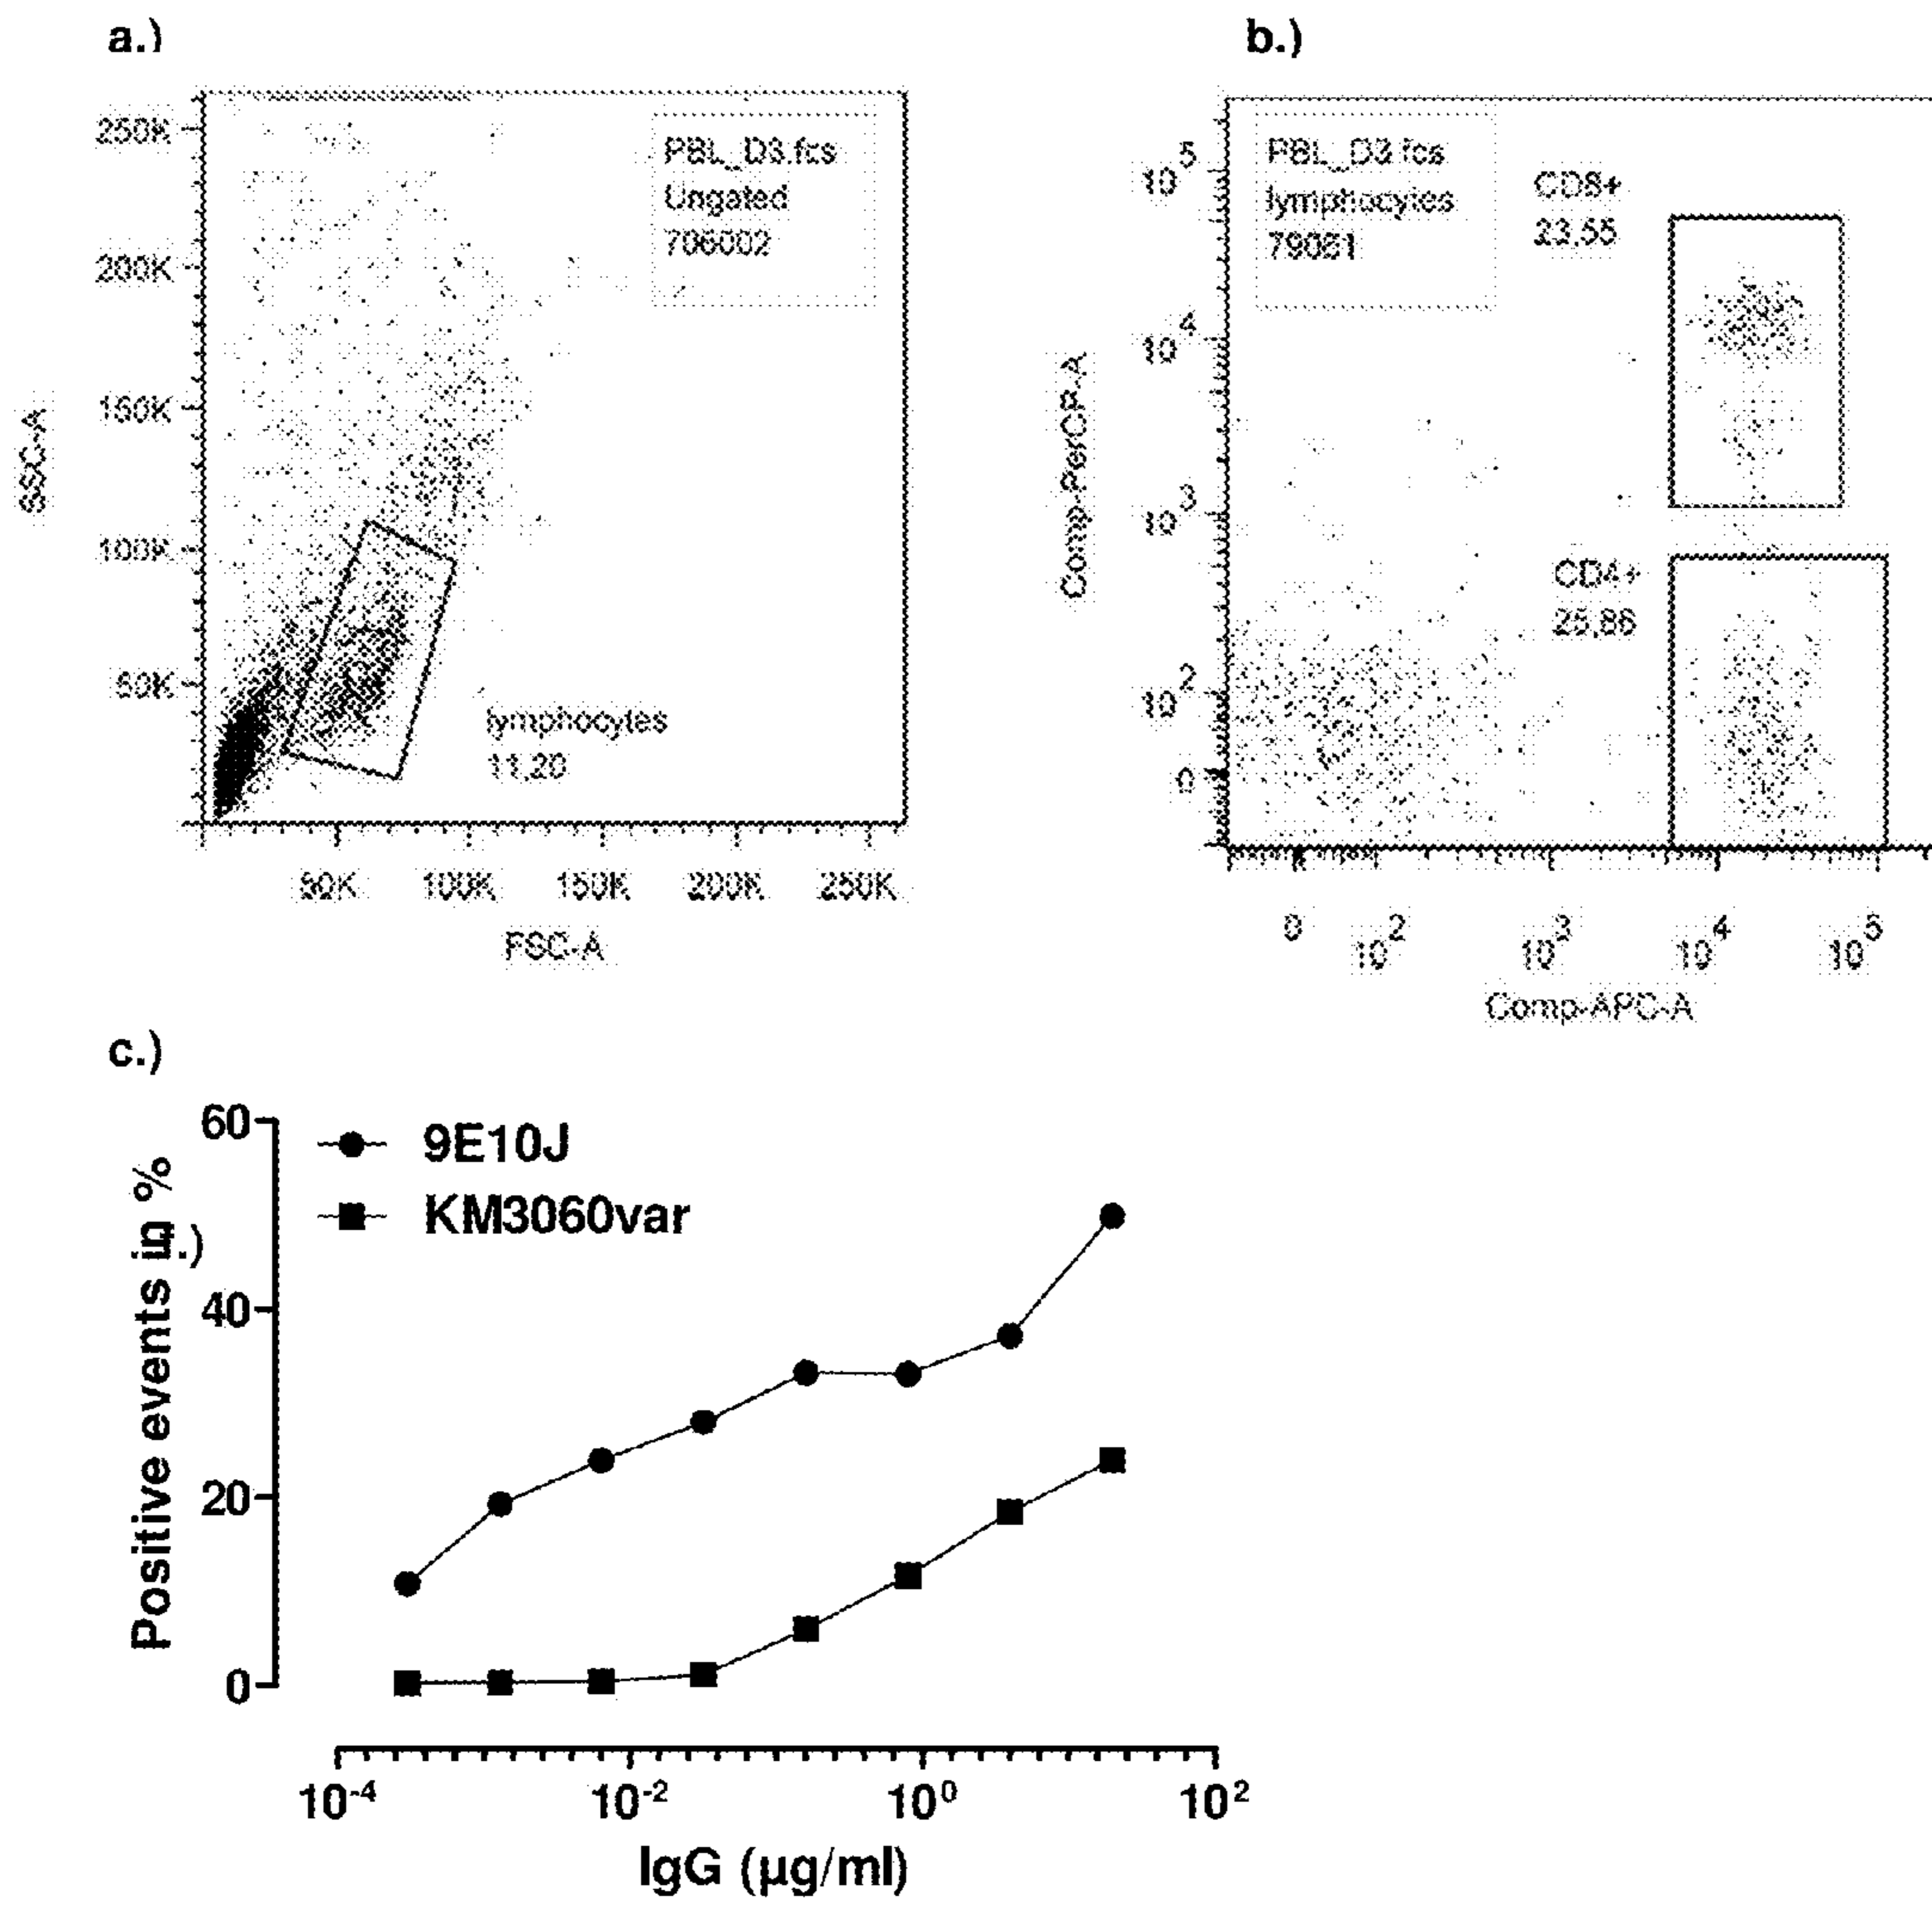 a.)
250K
200K
150K
100K
50K
SSC-A
PBL_D3.fcs
Ungated
706002
lymphocytes
11,20
50K 100K 150K 200K 250K
FSC-A
b.)
10^5
10^4
10^3
10^2
0
Comp-PerCP-A
PBL_D3.fcs
lymphocytes
79081
CD8+
23,55
CD4+
25,86
0 10^2 10^3 10^4 10^5
Comp-APC-A
c.)
60
40
20
0
Positive events in %
.)
9E10J
KM3060var
10^-4 10^-2 10^0 10^2
IgG (µg/ml)